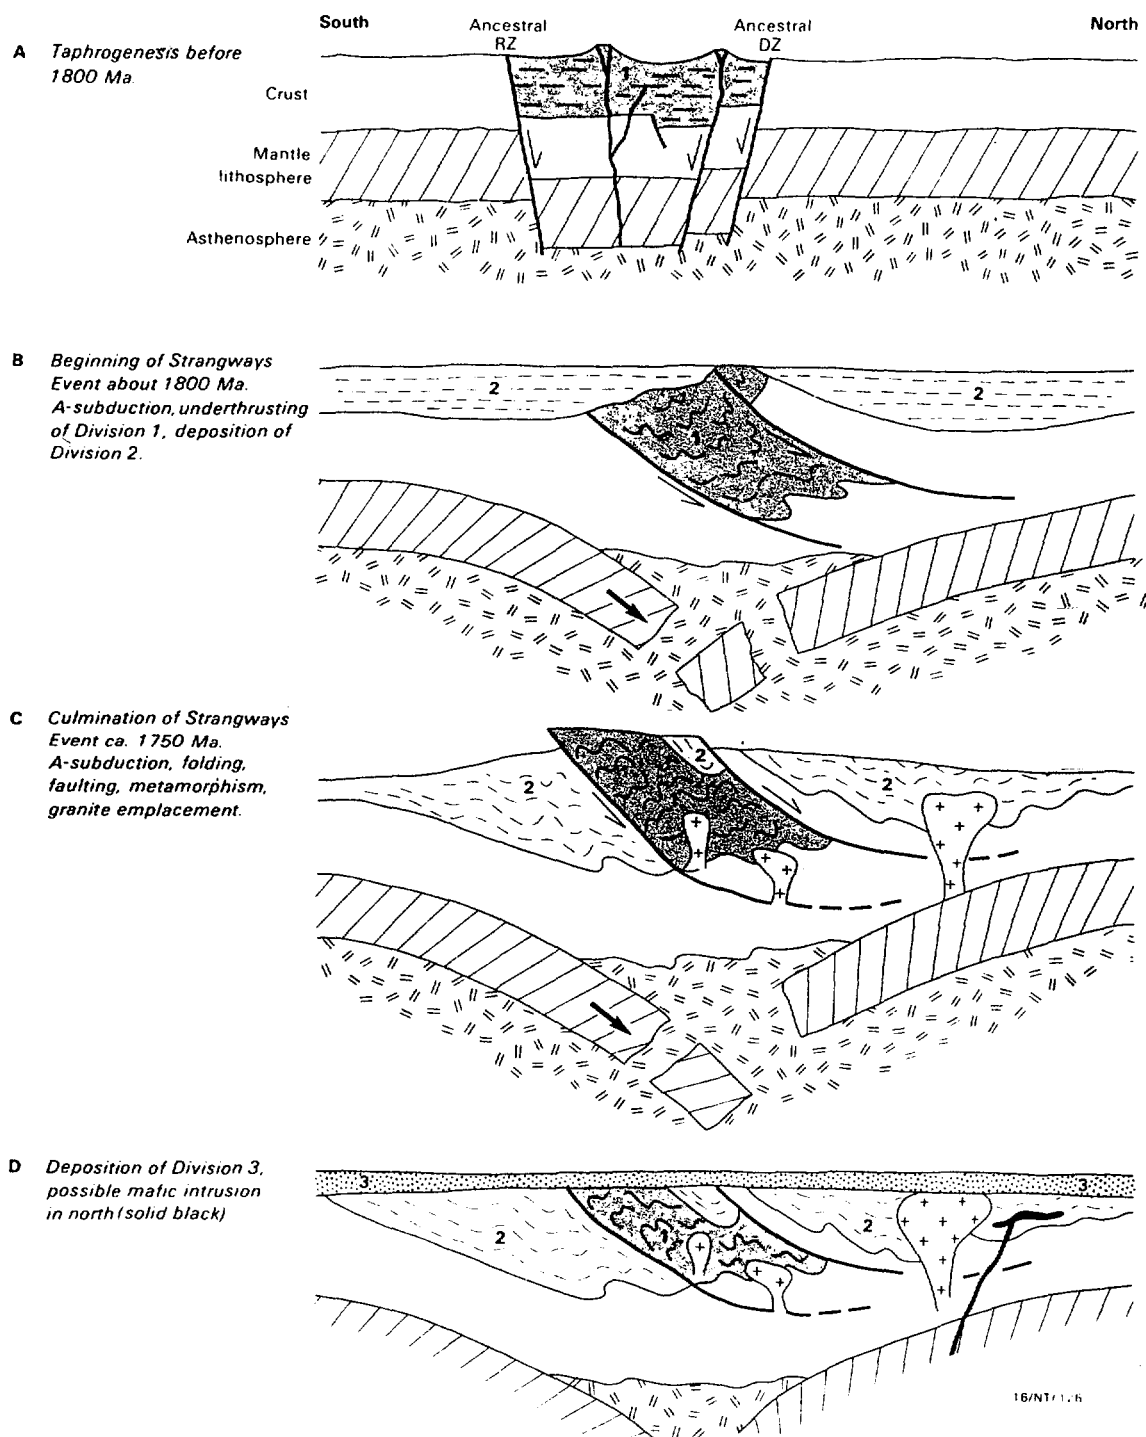 South
Ancestral
RZ
Ancestral
DZ
North
A Taphrogenesis before
1800 Ma.
1
Crust
Mantle
lithosphere
Asthenosphere
B Beginning of Strangways
Event about 1800 Ma.
A-subduction, underthrusting
of Division 1, deposition of
Division 2.
2
2
1
C Culmination of Strangways
Event ca. 1750 Ma.
A-subduction, folding,
faulting, metamorphism,
granite emplacement.
2
2
2
D Deposition of Division 3,
possible mafic intrusion
in north (solid black)
3
3
2
1
2